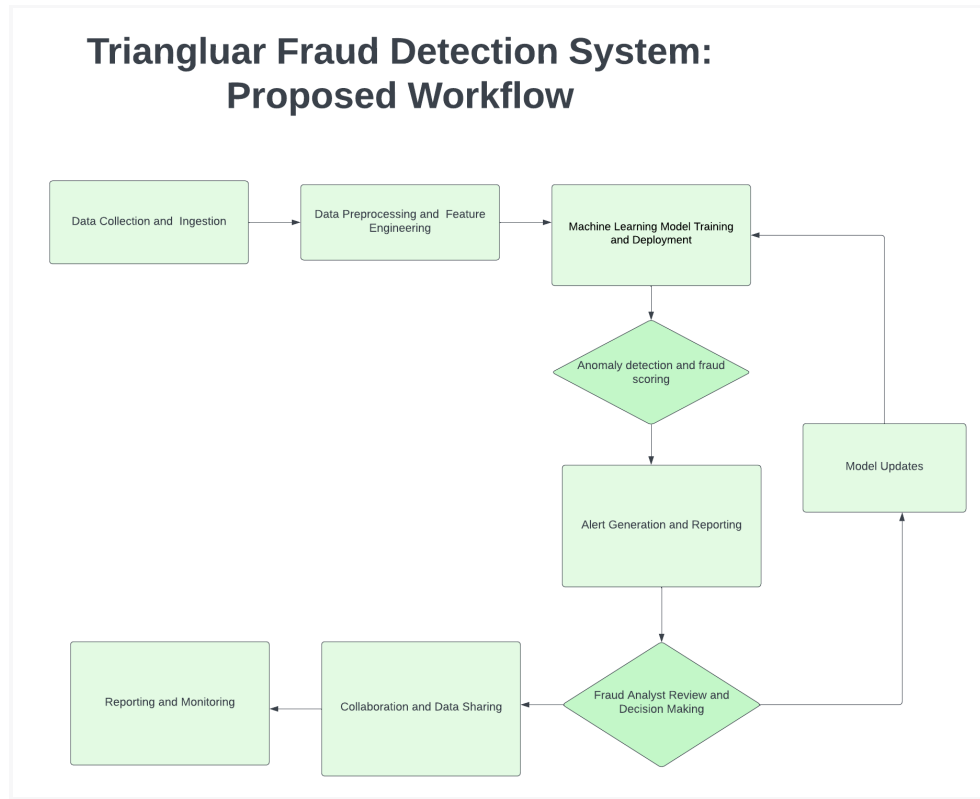 Triangluar Fraud Detection System:
Proposed Workflow
Data Collection and  Ingestion
Data Preprocessing and  Feature
Engineering
Machine Learning Model Training
and Deployment
Anomaly detection and fraud
scoring
Model Updates
Alert Generation and Reporting
Fraud Analyst Review and
Decision Making
Collaboration and Data Sharing
Reporting and Monitoring